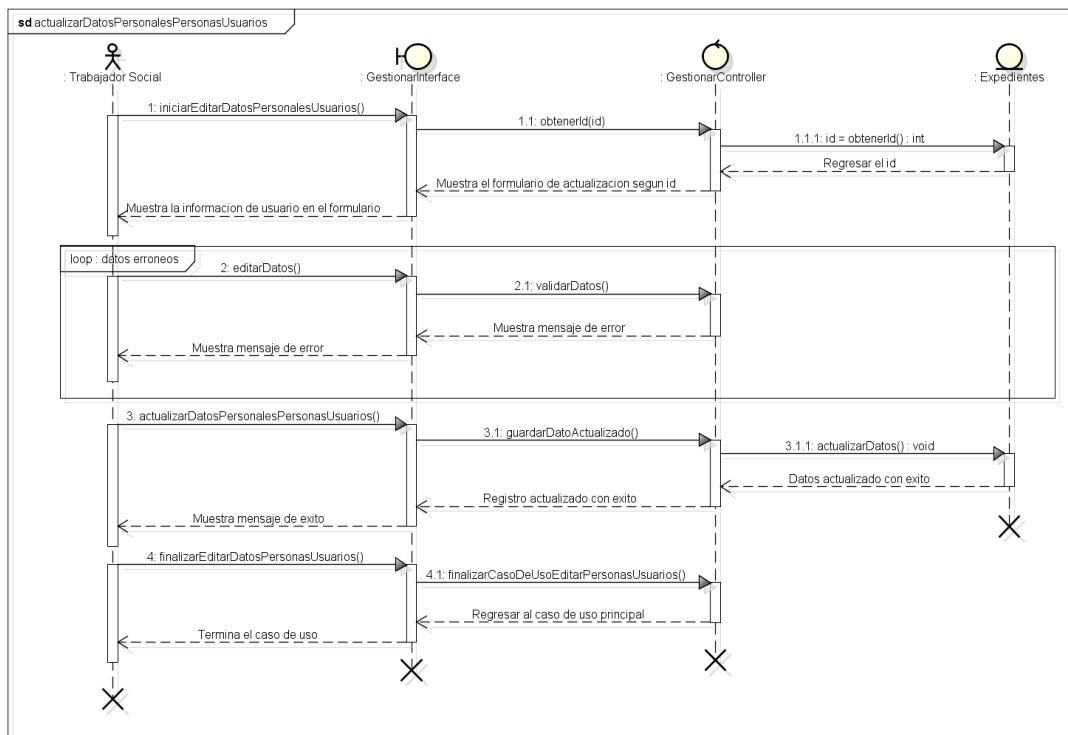 sd actualizarDatosPersonalesPersonasUsuarios
: Trabajador Social
: GestionarInterface
: GestionarController
: Expedientes
1: iniciarEditarDatosPersonalesUsuarios()
1.1: obtenerId(id)
1.1.1: id = obtenerId() : int
Regresar el id
Muestra el formulario de actualizacion segun id
Muestra la informacion de usuario en el formulario
loop : datos erroneos
2: editarDatos()
2.1: validarDatos()
Muestra mensaje de error
Muestra mensaje de error
3: actualizarDatosPersonalesPersonasUsuarios()
3.1: guardarDatoActualizado()
3.1.1: actualizarDatos() : void
Datos actualizado con exito
Registro actualizado con exito
Muestra mensaje de exito
4: finalizarEditarDatosPersonasUsuarios()
4.1: finalizarCasoDeUsoEditarPersonasUsuarios()
Regresar al caso de uso principal
Termina el caso de uso